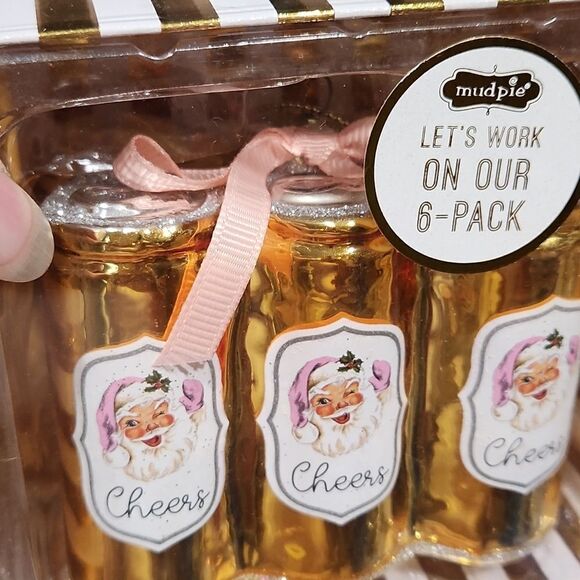 mudpie
LET'S WORK
ON OUR
6-PACK
Cheers
Cheers
Cheers